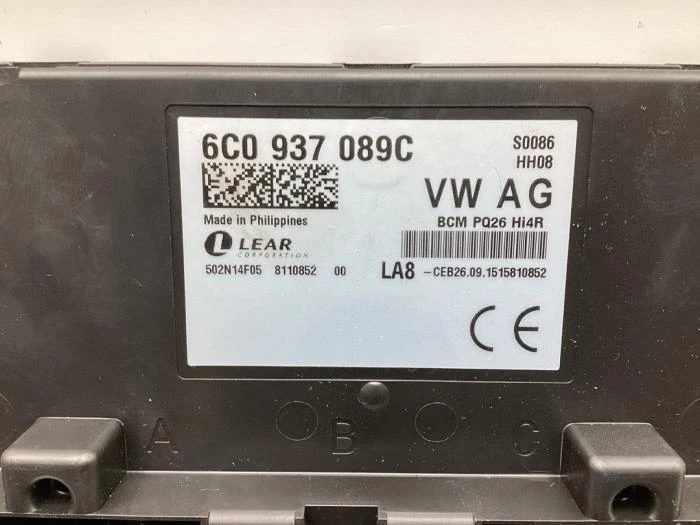 6C0 937 089C
S0086
HH08
VW AG
BCM PQ26 Hi4R
Made in Philippines
LEAR
CORPORATION
502N14F05 8110852 00
LA8 -CEB26.09.1515810852
CE
A B C